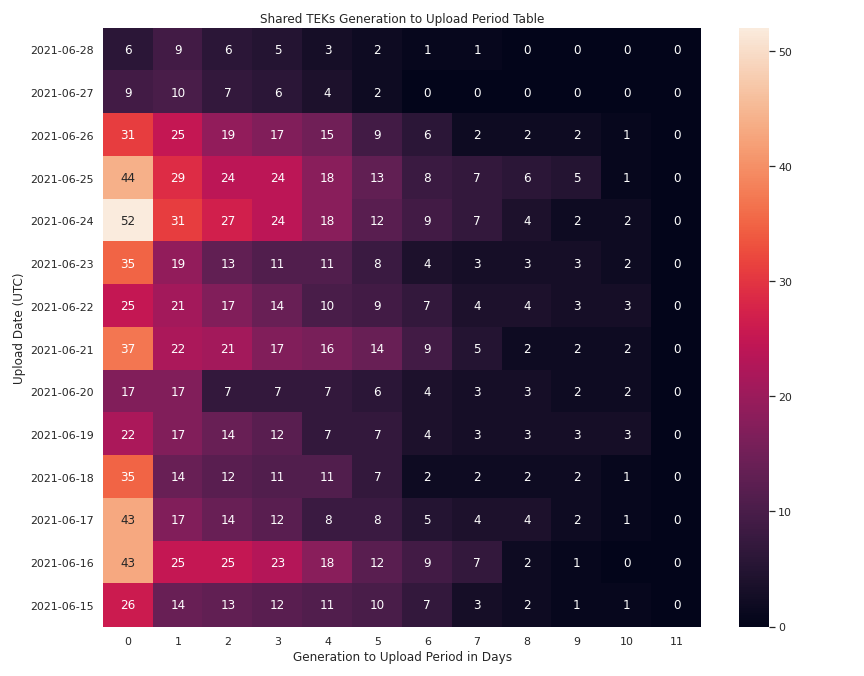 Shared TEKs Generation to Upload Period Table
Upload Date (UTC)
2021-06-28 6 9 6 5 3 2 1 1 0 0 0 0
2021-06-27 9 10 7 6 4 2 0 0 0 0 0 0
2021-06-26 31 25 19 17 15 9 6 2 2 2 1 0
2021-06-25 44 29 24 24 18 13 8 7 6 5 1 0
2021-06-24 52 31 27 24 18 12 9 7 4 2 2 0
2021-06-23 35 19 13 11 11 8 4 3 3 3 2 0
2021-06-22 25 21 17 14 10 9 7 4 4 3 3 0
2021-06-21 37 22 21 17 16 14 9 5 2 2 2 0
2021-06-20 17 17 7 7 7 6 4 3 3 2 2 0
2021-06-19 22 17 14 12 7 7 4 3 3 3 3 0
2021-06-18 35 14 12 11 11 7 2 2 2 2 1 0
2021-06-17 43 17 14 12 8 8 5 4 4 2 1 0
2021-06-16 43 25 25 23 18 12 9 7 2 1 0 0
2021-06-15 26 14 13 12 11 10 7 3 2 1 1 0
0 1 2 3 4 5 6 7 8 9 10 11
Generation to Upload Period in Days
50
40
30
20
10
0